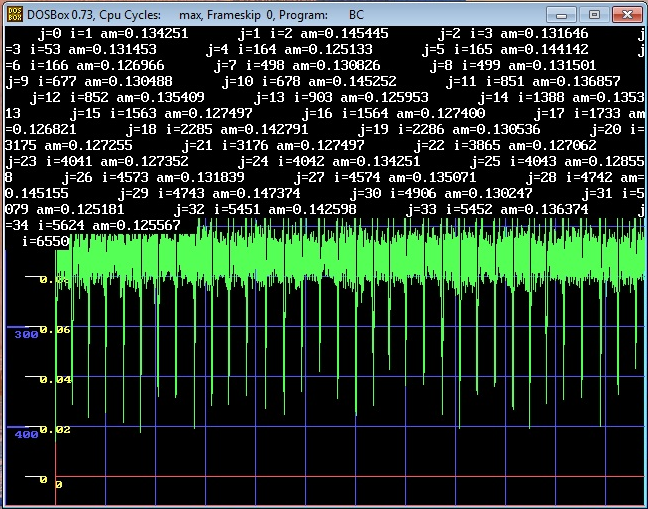 DOSBox 0.73, Cpu Cycles: max, Frameskip 0, Program: BC
j=0 i=1 am=0.134251 j=1 i=2 am=0.145445 j=2 i=3 am=0.131646 j
=3 i=53 am=0.131453 j=4 i=164 am=0.125133 j=5 i=165 am=0.144142 j
=6 i=166 am=0.126966 j=7 i=498 am=0.130826 j=8 i=499 am=0.131501
j=9 i=677 am=0.130488 j=10 i=678 am=0.145252 j=11 i=851 am=0.136857
j=12 i=852 am=0.135409 j=13 i=903 am=0.125953 j=14 i=1388 am=0.1353
13 j=15 i=1563 am=0.127497 j=16 i=1564 am=0.127400 j=17 i=1733 am
=0.126821 j=18 i=2285 am=0.142791 j=19 i=2286 am=0.130536 j=20 i=
3175 am=0.127255 j=21 i=3176 am=0.127497 j=22 i=3865 am=0.127062
j=23 i=4041 am=0.127352 j=24 i=4042 am=0.134251 j=25 i=4043 am=0.12855
8 j=26 i=4573 am=0.131839 j=27 i=4574 am=0.135071 j=28 i=4742 am=
0.145155 j=29 i=4743 am=0.147374 j=30 i=4906 am=0.130247 j=31 i=5
079 am=0.125181 j=32 i=5451 am=0.142598 j=33 i=5452 am=0.136374 j
=34 i=5624 am=0.125567
i=6550
0.06
300
0.04
0.02
400
0
0